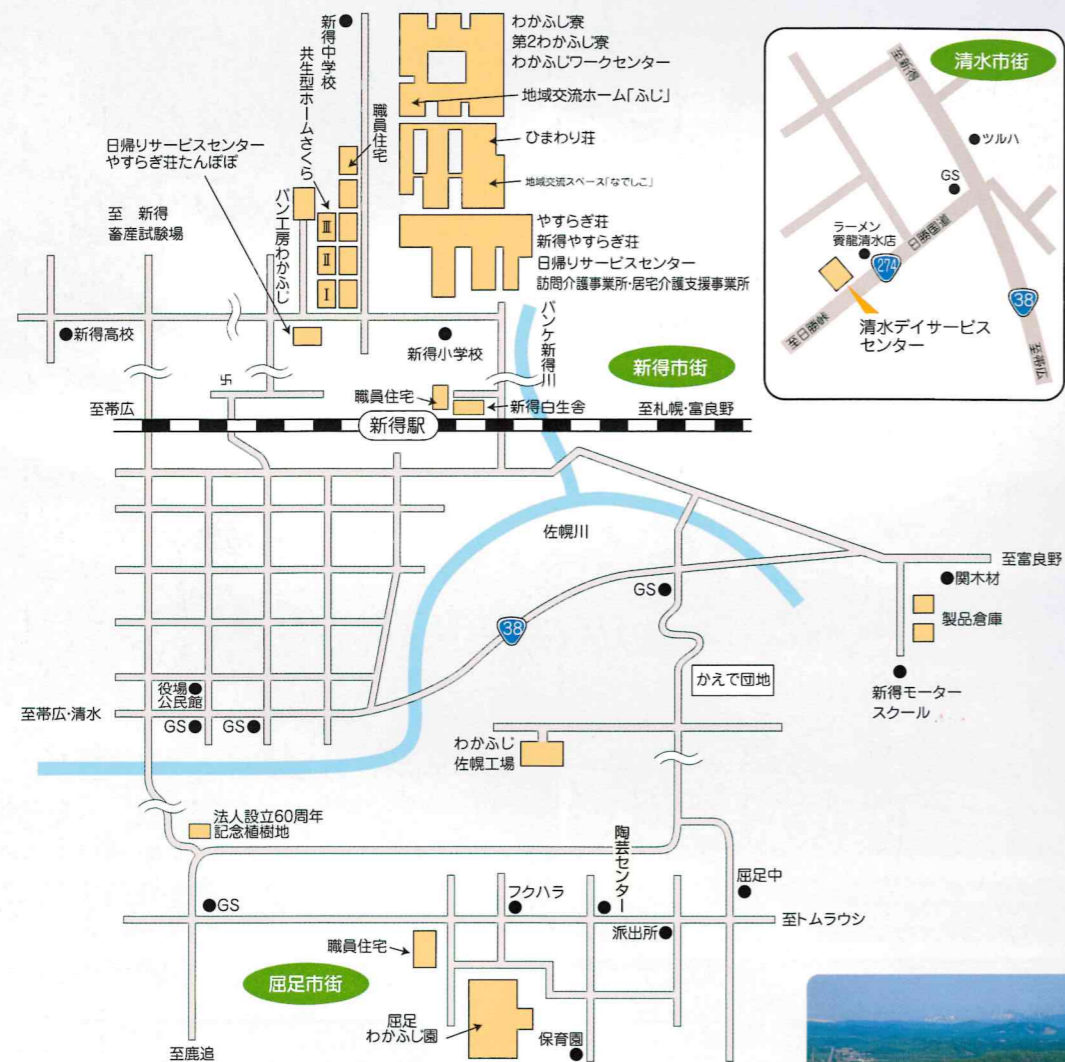 新得中学校
共生型ホームさくら
職員住宅
日帰りサービスセンター
やすらぎ荘たんぽぽ
パン工房わかふじ
Ⅲ
Ⅱ
Ⅰ
至 新得
畜産試験場
わかふじ寮
第2わかふじ寮
わかふじワークセンター
地域交流ホーム「ふじ」
ひまわり荘
地域交流スペース「なでしこ」
やすらぎ荘
新得やすらぎ荘
日帰りサービスセンター
訪問介護事業所・居宅介護支援事業所
清水市街
至新得
ツルハ
GS
ラーメン
寳龍清水店
日勝国道
274
38
至日勝峠
清水デイサービス
センター
至帯広
新得高校
新得小学校
パンケ新得川
新得市街
卐
職員住宅
新得白生舎
至帯広
新得駅
至札幌・富良野
佐幌川
至富良野
関木材
製品倉庫
GS
38
かえで団地
新得モーター
スクール
役場
公民館
至帯広・清水
GS
GS
わかふじ
佐幌工場
法人設立60周年
記念植樹地
陶芸センター
屈足中
GS
フクハラ
至トムラウシ
派出所
職員住宅
屈足市街
屈足
わかふじ園
保育園
至鹿追